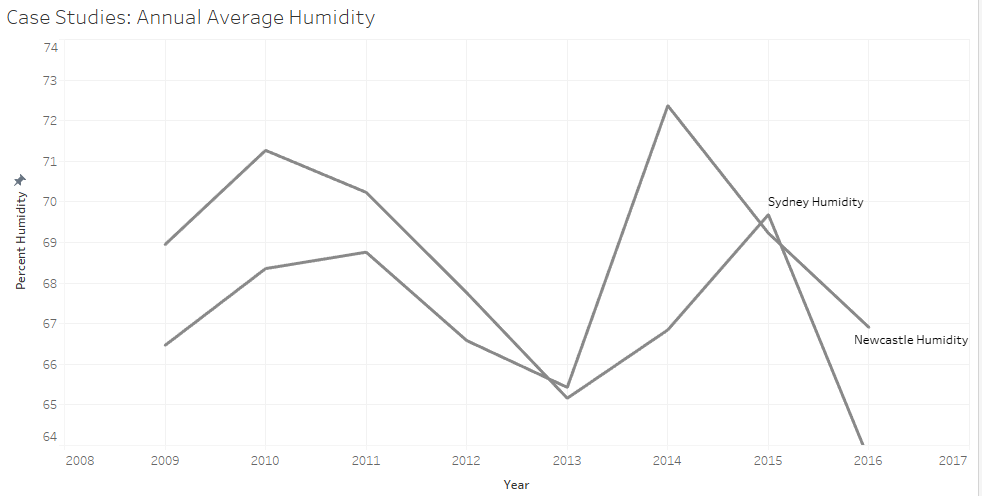 Case Studies: Annual Average Humidity
74
73
72
71
70
69
68
67
66
65
64
Percent Humidity
Sydney Humidity
Newcastle Humidity
2008 2009 2010 2011 2012 2013 2014 2015 2016 2017
Year